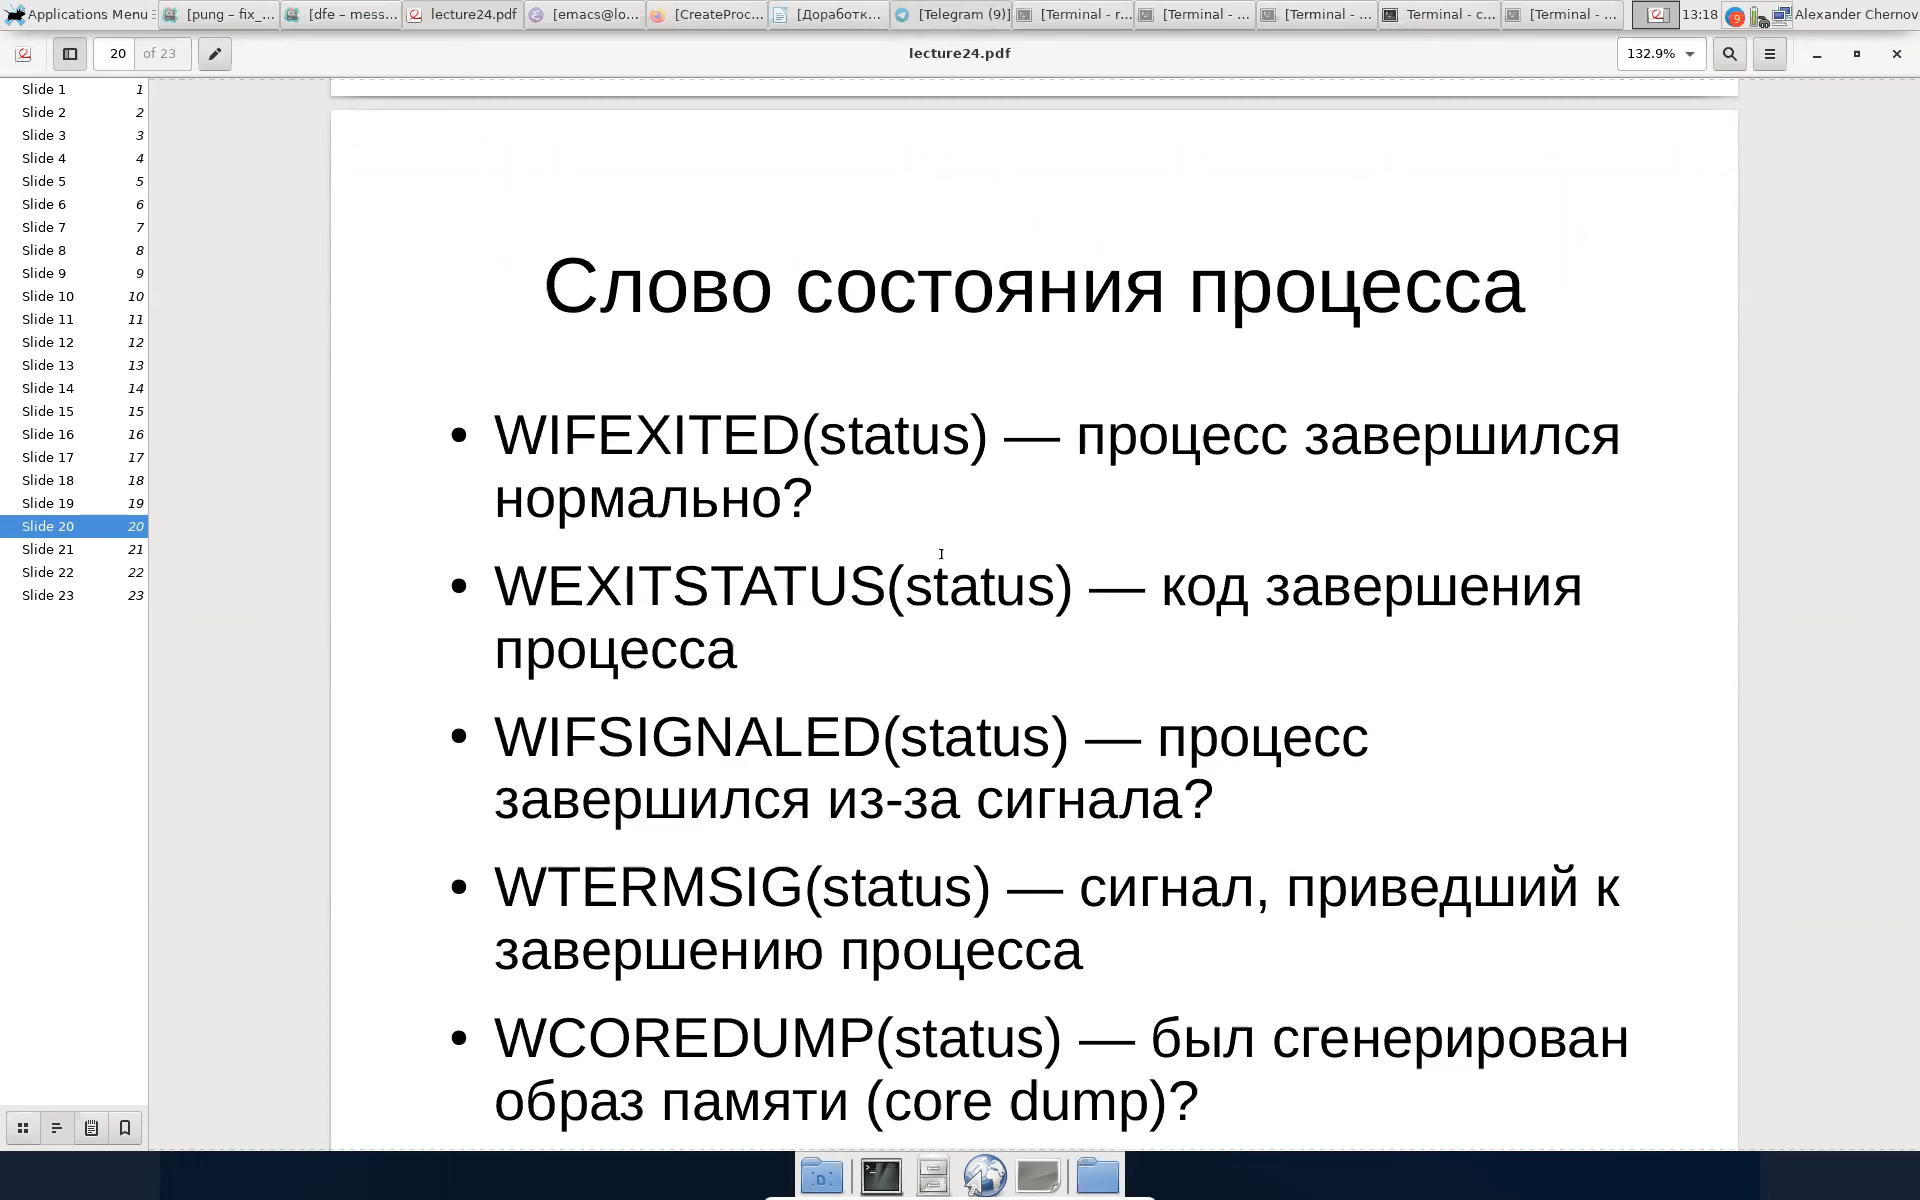 Applications Menu
[pung – fix_...
[dfe – mess...
lecture24.pdf
[emacs@lo...
[CreateProc...
[Доработк...
[Telegram (9)]
[Terminal - r...
[Terminal - ...
[Terminal - ...
Terminal - c...
[Terminal - ...
13:18
9
Alexander Chernov
20 of 23
lecture24.pdf
132.9%
Slide 1 1
Slide 2 2
Slide 3 3
Slide 4 4
Slide 5 5
Slide 6 6
Slide 7 7
Slide 8 8
Slide 9 9
Slide 10 10
Slide 11 11
Slide 12 12
Slide 13 13
Slide 14 14
Slide 15 15
Slide 16 16
Slide 17 17
Slide 18 18
Slide 19 19
Slide 20 20
Slide 21 21
Slide 22 22
Slide 23 23
Слово состояния процесса
• WIFEXITED(status) — процесс завершился
нормально?
• WEXITSTATUS(status) — код завершения
процесса
• WIFSIGNALED(status) — процесс
завершился из-за сигнала?
• WTERMSIG(status) — сигнал, приведший к
завершению процесса
• WCOREDUMP(status) — был сгенерирован
образ памяти (core dump)?